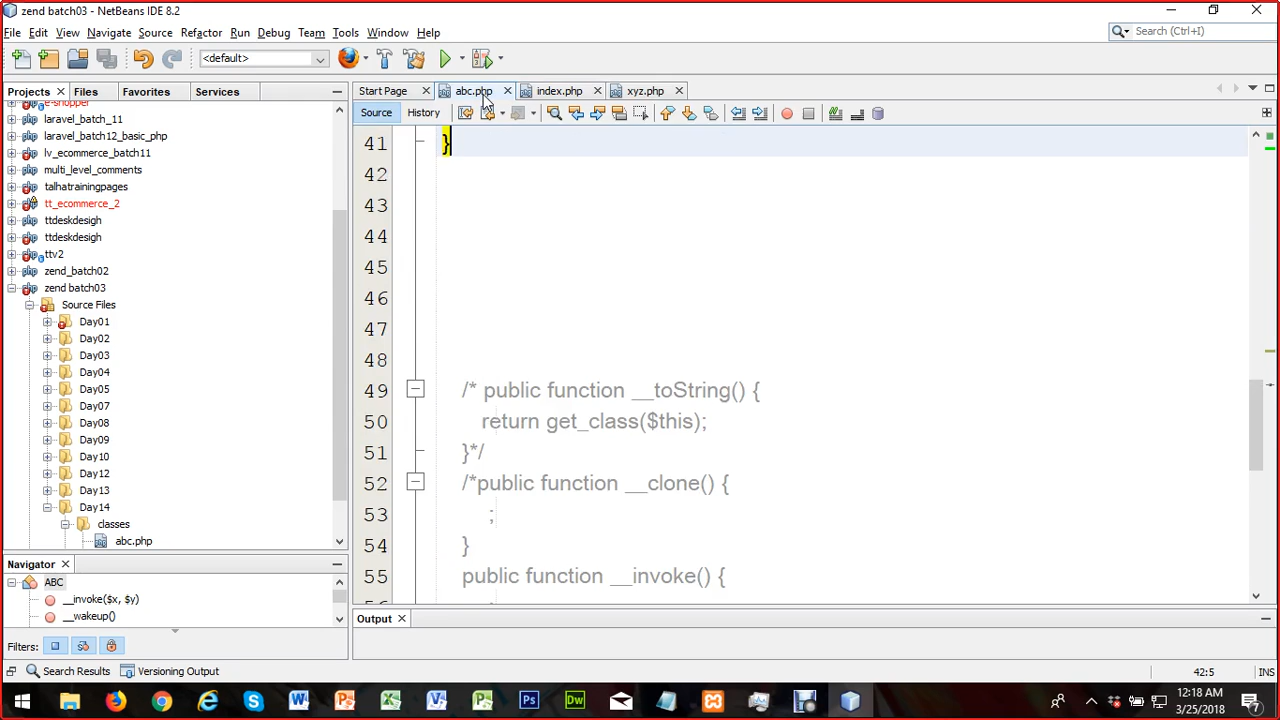 zend batch03 - NetBeans IDE 8.2
File Edit View Navigate Source Refactor Run Debug Team Tools Window Help
Search (Ctrl+I)
<default>
Projects Files Favorites Services
Start Page abc.php index.php xyz.php
Source History
e-shopper
laravel_batch_11
laravel_batch12_basic_php
lv_ecommerce_batch11
multi_level_comments
talhatrainingpages
tt_ecommerce_2
ttdeskdesigh
ttdeskdesigh
ttv2
zend_batch02
zend batch03
Source Files
Day01
Day02
Day03
Day04
Day05
Day07
Day08
Day09
Day10
Day12
Day13
Day14
classes
abc.php
41 }
42
43
44
45
46
47
48
49 /* public function __toString() {
50 return get_class($this);
51 }*/
52 /*public function __clone() {
53 ;
54 }
55 public function __invoke() {
56 ;
Navigator
ABC
__invoke($x, $y)
__wakeup()
Filters:
Output
Search Results Versioning Output
42:5 INS
12:18 AM
3/25/2018
7